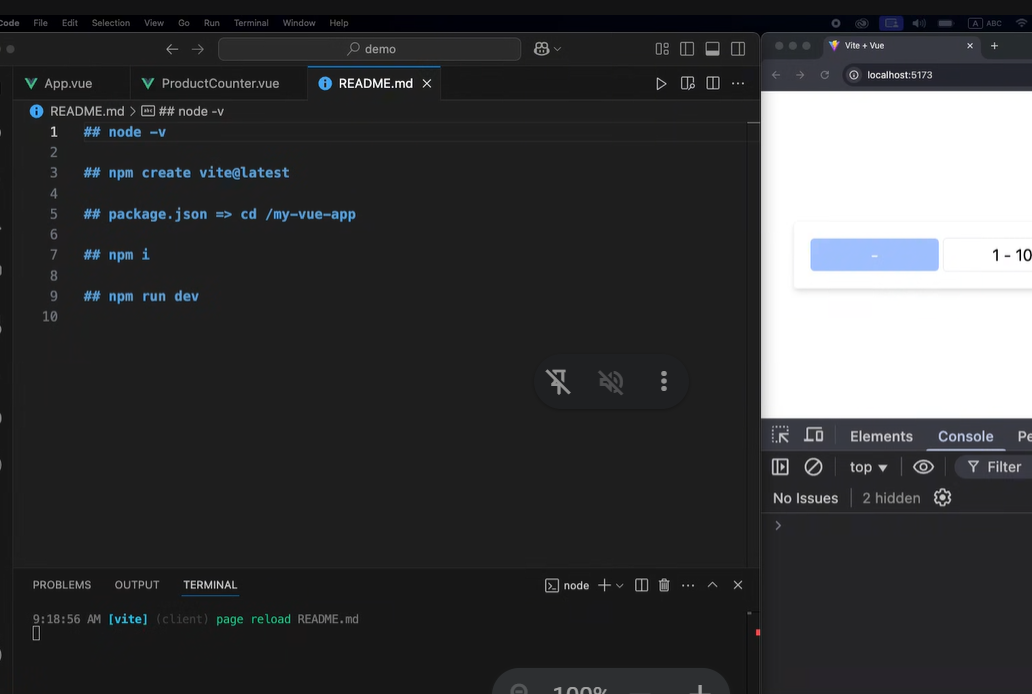 Code File Edit Selection View Go Run Terminal Window Help A ABC
demo
Vite + Vue
localhost:5173
App.vue ProductCounter.vue README.md
README.md > ## node -v
1 ## node -v
2
3 ## npm create vite@latest
4
5 ## package.json => cd /my-vue-app
6
7 ## npm i
8
9 ## npm run dev
10
- 1 - 10
Elements Console
top Filter
No Issues 2 hidden
PROBLEMS OUTPUT TERMINAL node
9:18:56 AM [vite] (client) page reload README.md
100%